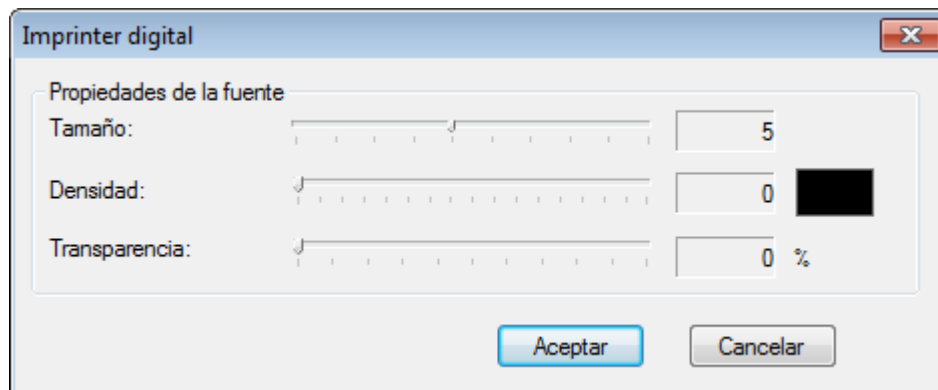 Imprinter digital
Propiedades de la fuente
Tamaño: 5
Densidad: 0
Transparencia: 0 %
Aceptar Cancelar